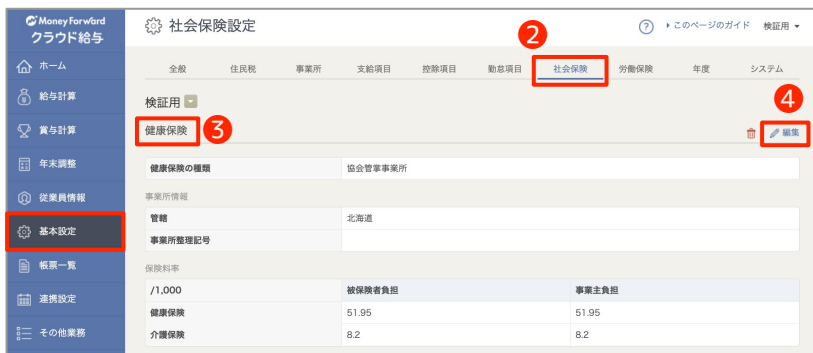 Money Forward
クラウド給与
社会保険設定
? ▸ このページのガイド 検証用 ▾
2
ホーム
給与計算
賞与計算
年末調整
従業員情報
基本設定
帳票一覧
連携設定
その他業務
全般 住民税 事業所 支給項目 控除項目 勤怠項目 社会保険 労働保険 年度 システム
検証用
4
健康保険 3 編集
健康保険の種類 協会管掌事業所
事業所情報
管轄 北海道
事業所整理記号
保険料率
/1,000 被保険者負担 事業主負担
健康保険 51.95 51.95
介護保険 8.2 8.2